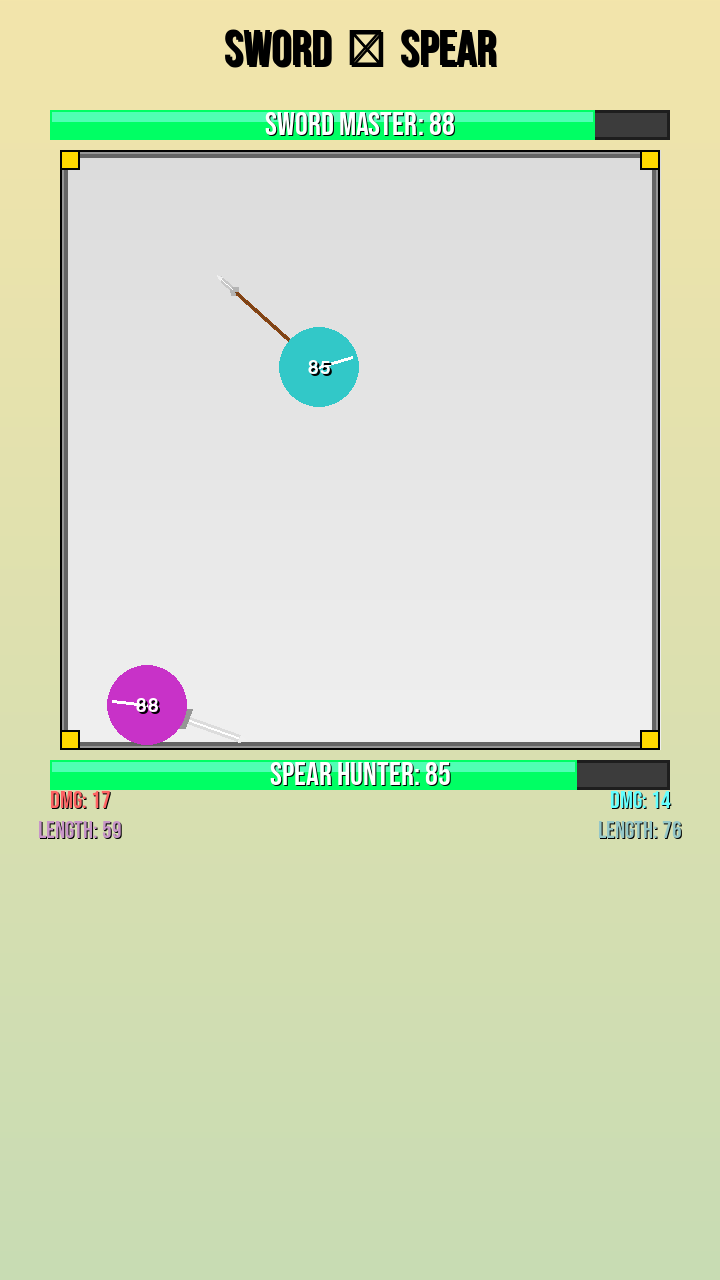 SWORD ☒ SPEAR
SWORD MASTER: 88
85
88
SPEAR HUNTER: 85
DMG: 17
DMG: 14
LENGTH: 59
LENGTH: 76